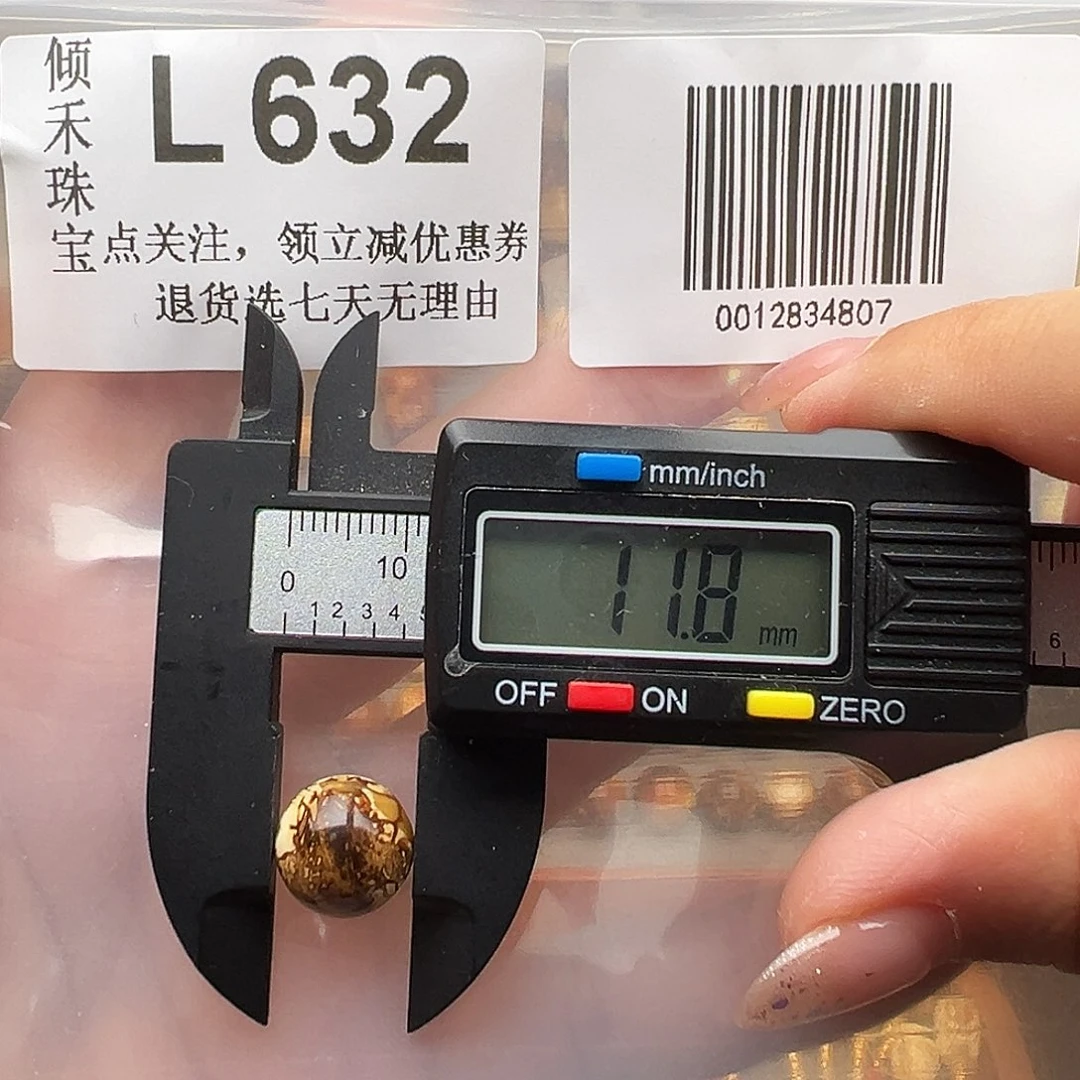 倾禾珠宝
L 632
点关注，领立减优惠券
退货选七天无理由
0012834807
mm/inch
11.8 mm
0 10
1 2 3 4 5
6
OFF ON ZERO